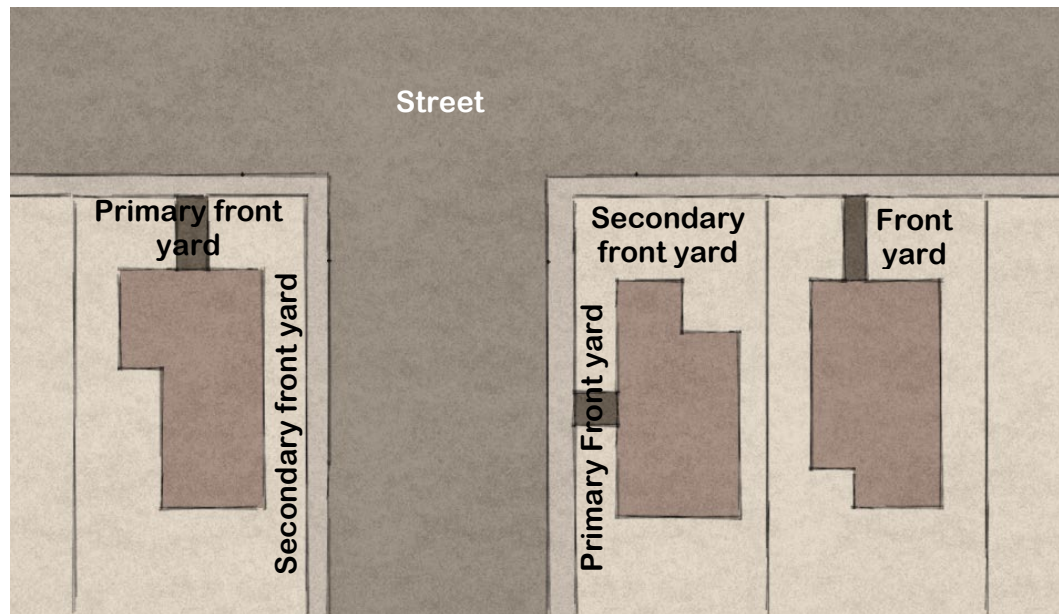 Street
Primary front
yard
Secondary front yard
Primary Front yard
Secondary
front yard
Front
yard